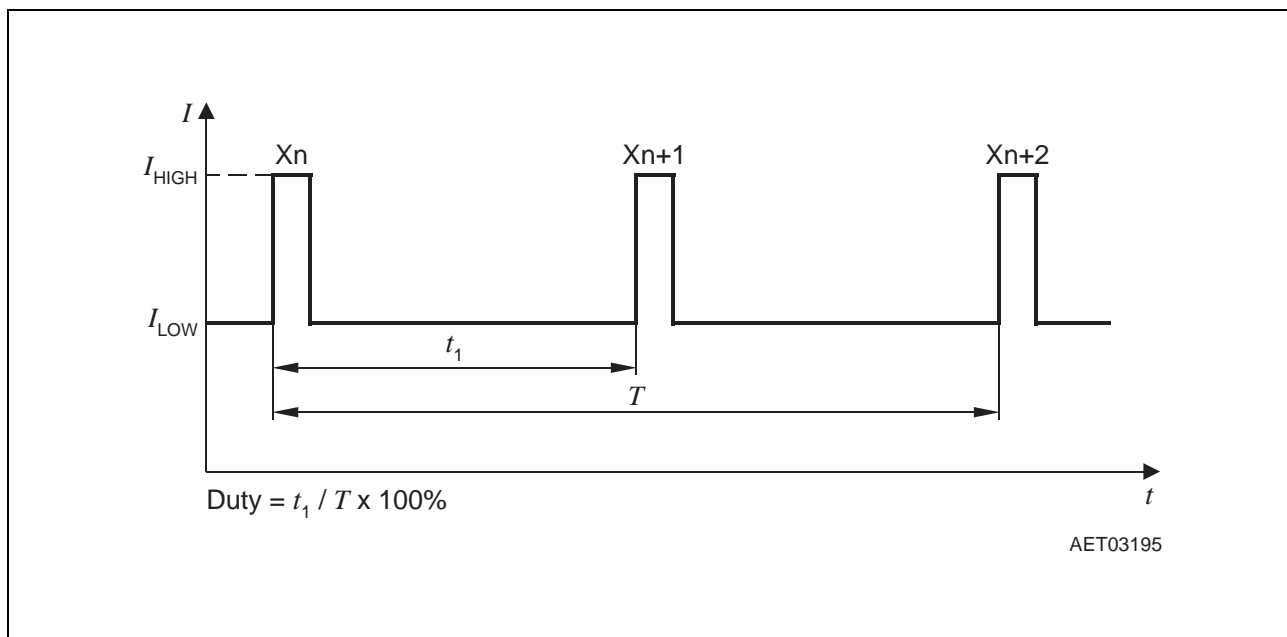 I
Xn Xn+1 Xn+2
I_HIGH
I_LOW
t_1
T
Duty = t_1 / T x 100%
t
AET03195